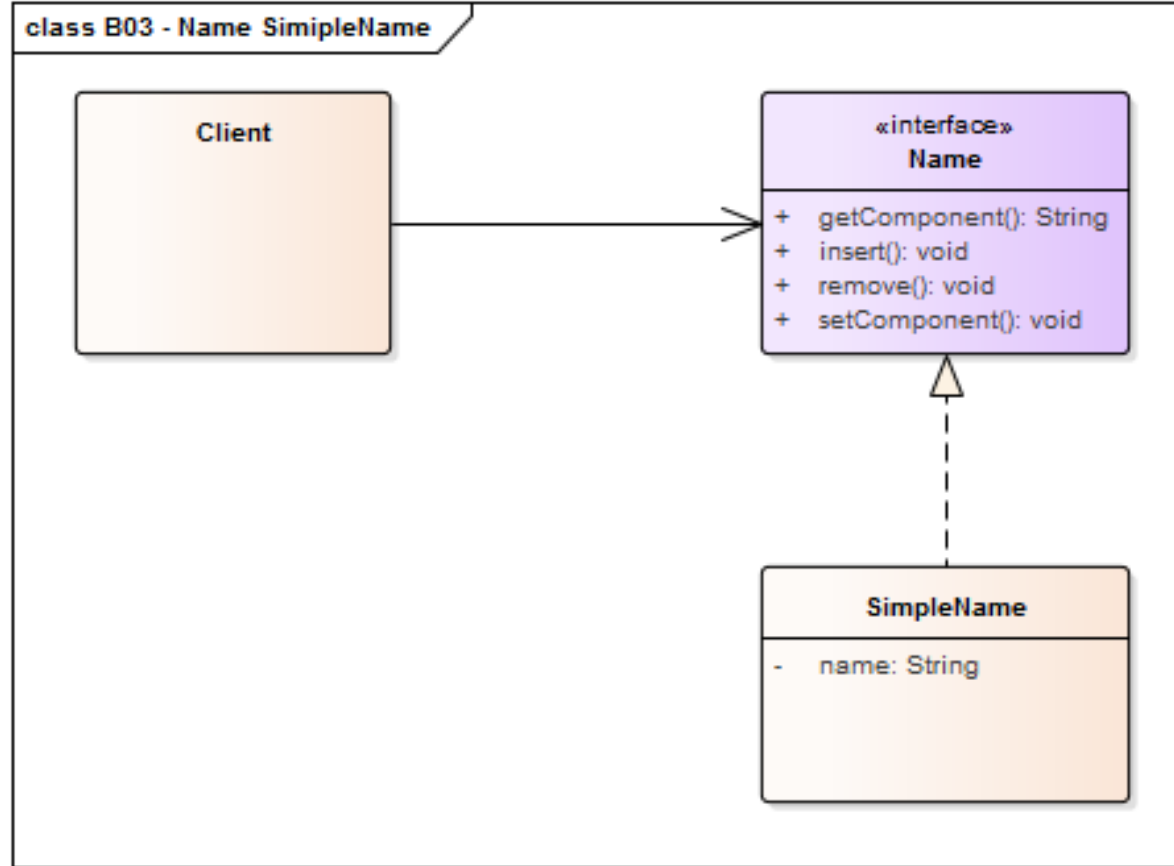 class B03 - Name SimipleName
Client
«interface»
Name
+ getComponent(): String
+ insert(): void
+ remove(): void
+ setComponent(): void
SimpleName
- name: String